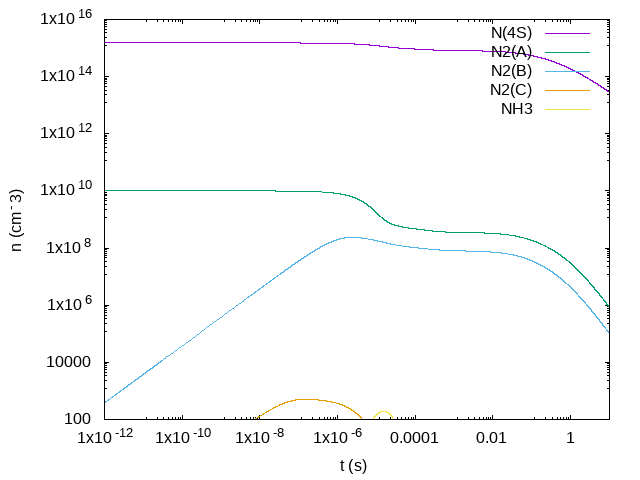 1x10^16
1x10^14
1x10^12
1x10^10
1x10^8
1x10^6
10000
100
n (cm^-3)
N(4S)
N2(A)
N2(B)
N2(C)
NH3
1x10^-12 1x10^-10 1x10^-8 1x10^-6 0.0001 0.01 1
t (s)